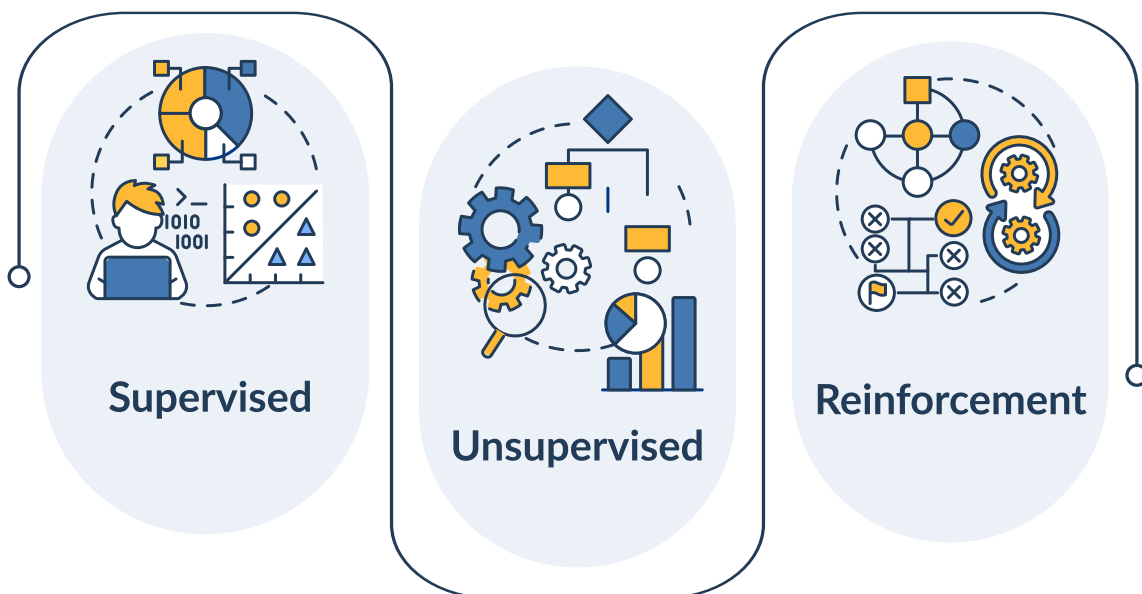 >_
1010
1001
Supervised
Unsupervised
Reinforcement